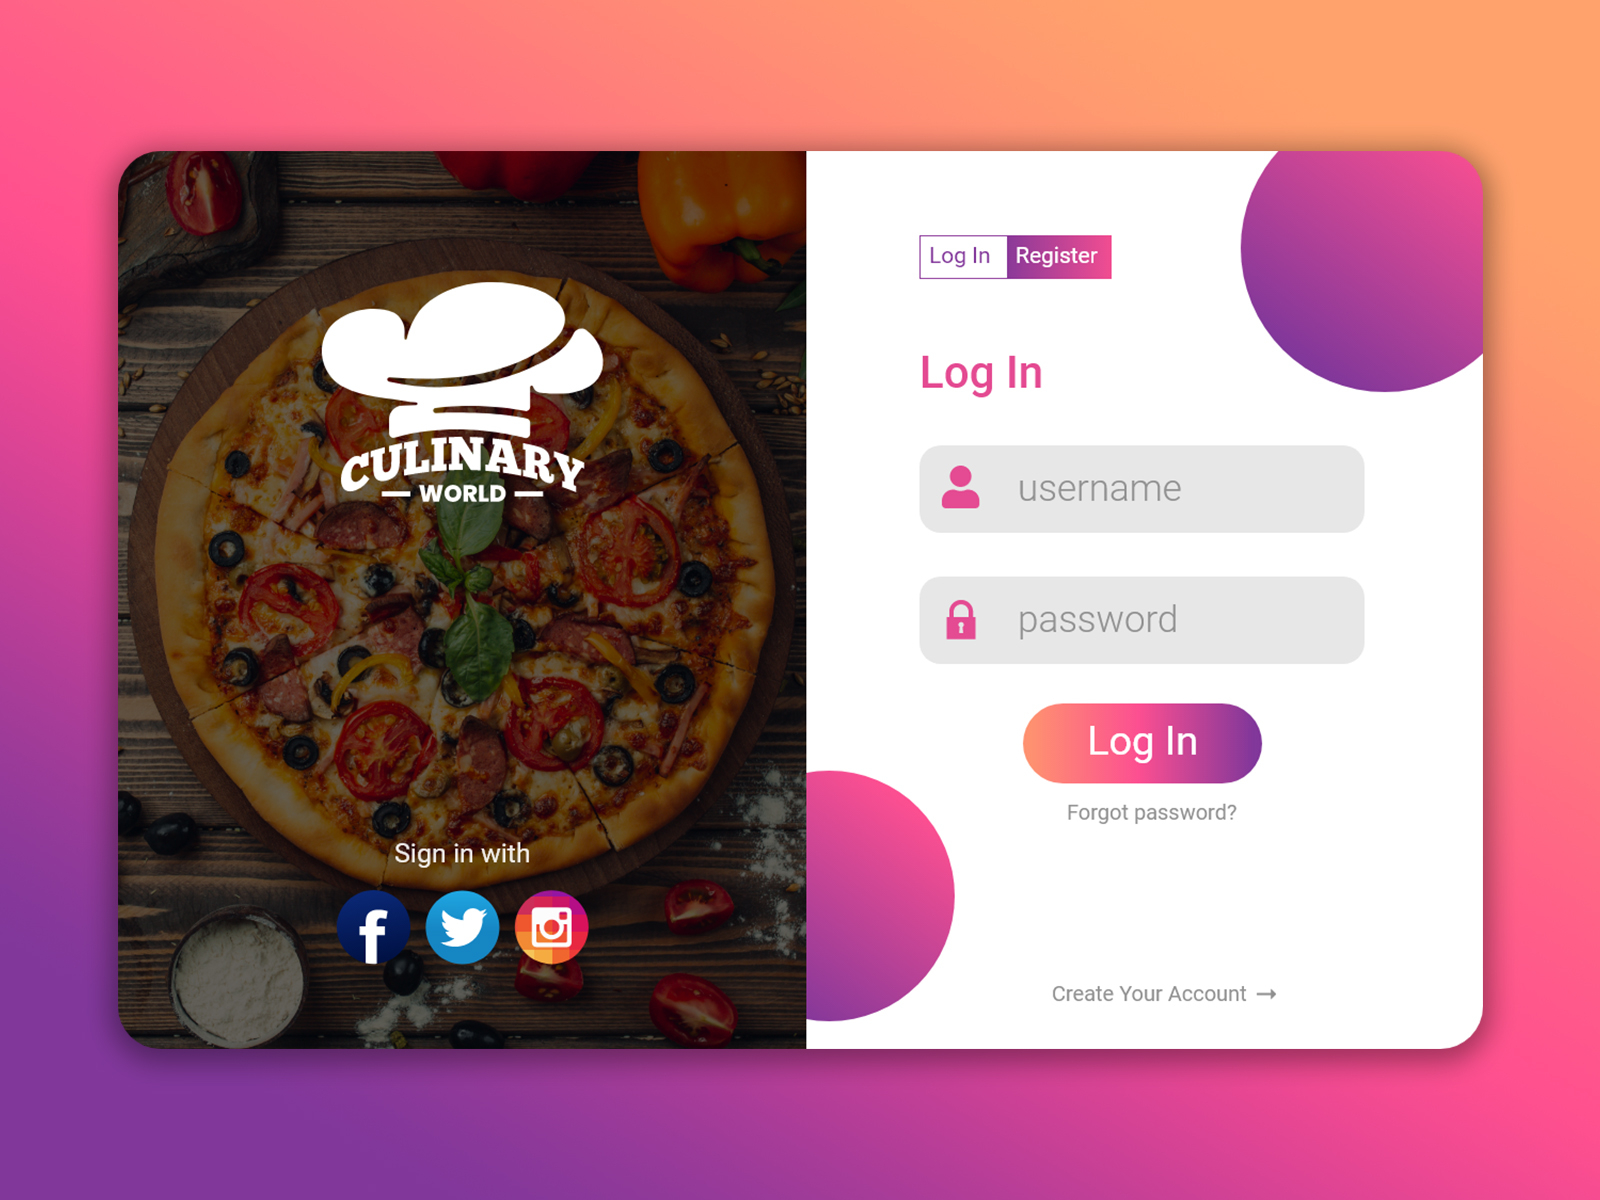 CULINARY
WORLD
Sign in with
Log In Register
Log In
username
password
Log In
Forgot password?
Create Your Account →